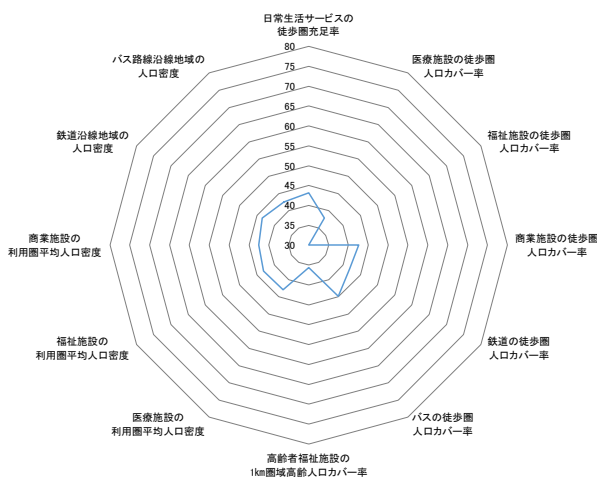 日常生活サービスの
徒歩圏充足率
医療施設の徒歩圏
人口カバー率
福祉施設の徒歩圏
人口カバー率
商業施設の徒歩圏
人口カバー率
鉄道の徒歩圏
人口カバー率
バスの徒歩圏
人口カバー率
高齢者福祉施設の
1km圏域高齢人口カバー率
医療施設の
利用圏平均人口密度
福祉施設の
利用圏平均人口密度
商業施設の
利用圏平均人口密度
鉄道沿線地域の
人口密度
バス路線沿線地域の
人口密度
80
75
70
65
60
55
50
45
40
35
30